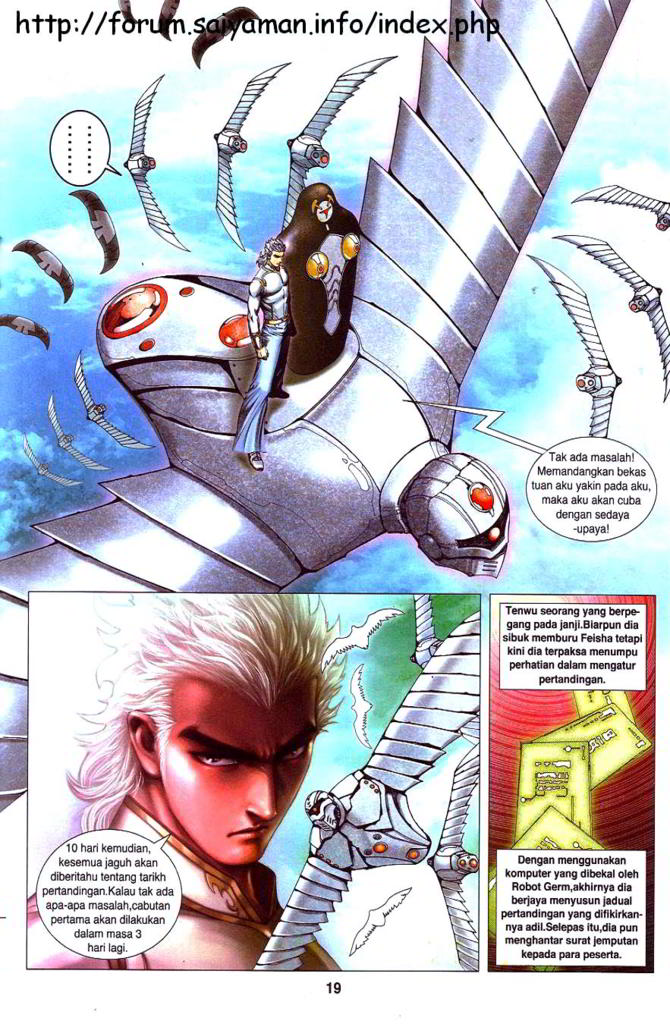 http://forum.saiyaman.info/index.php
Tak ada masalah!
Memandangkan bekas
tuan aku yakin pada aku,
maka aku akan cuba
dengan sedaya
-upaya!
Tenwu seorang yang berpe-
gang pada janji.Biarpun dia
sibuk memburu Feisha tetapi
kini dia terpaksa menumpu
perhatian dalam mengatur
pertandingan.
10 hari kemudian,
kesemua jaguh akan
diberitahu tentang tarikh
pertandingan.Kalau tak ada
apa-apa masalah,cabutan
pertama akan dilakukan
dalam masa 3
hari lagi.
Dengan menggunakan
komputer yang dibekal oleh
Robot Germ,akhirnya dia
berjaya menyusun jadual
pertandingan yang difikirkan-
nya adil.Selepas itu,dia pun
menghantar surat jemputan
kepada para peserta.
19